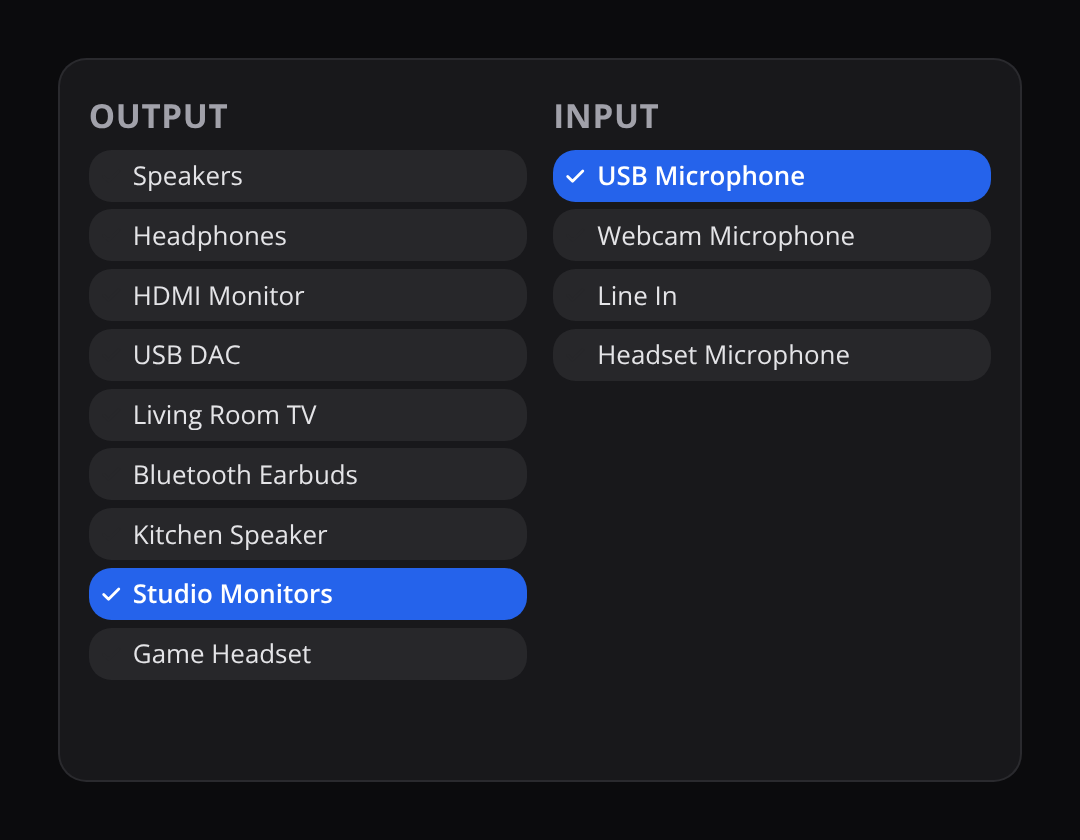 OUTPUT
Speakers
Headphones
HDMI Monitor
USB DAC
Living Room TV
Bluetooth Earbuds
Kitchen Speaker
Studio Monitors
Game Headset
INPUT
USB Microphone
Webcam Microphone
Line In
Headset Microphone